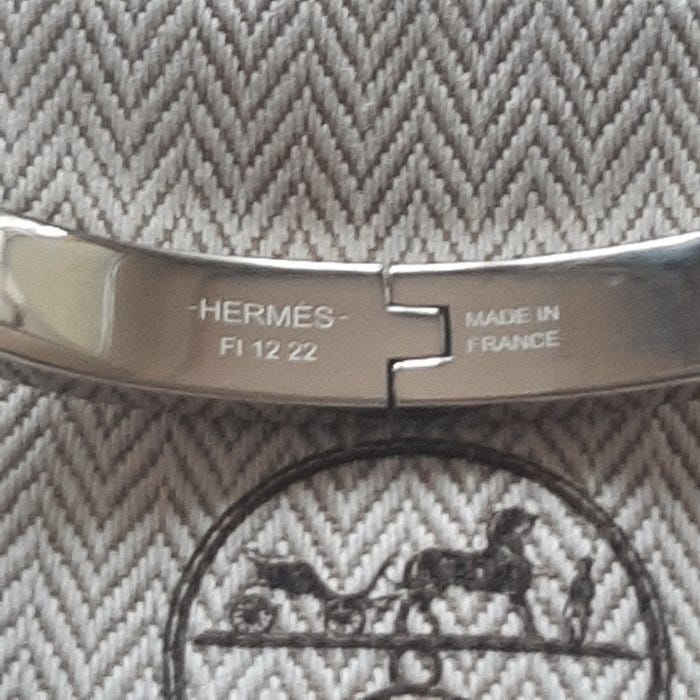 -HERMÈS-
FI 12 22
MADE IN
FRANCE